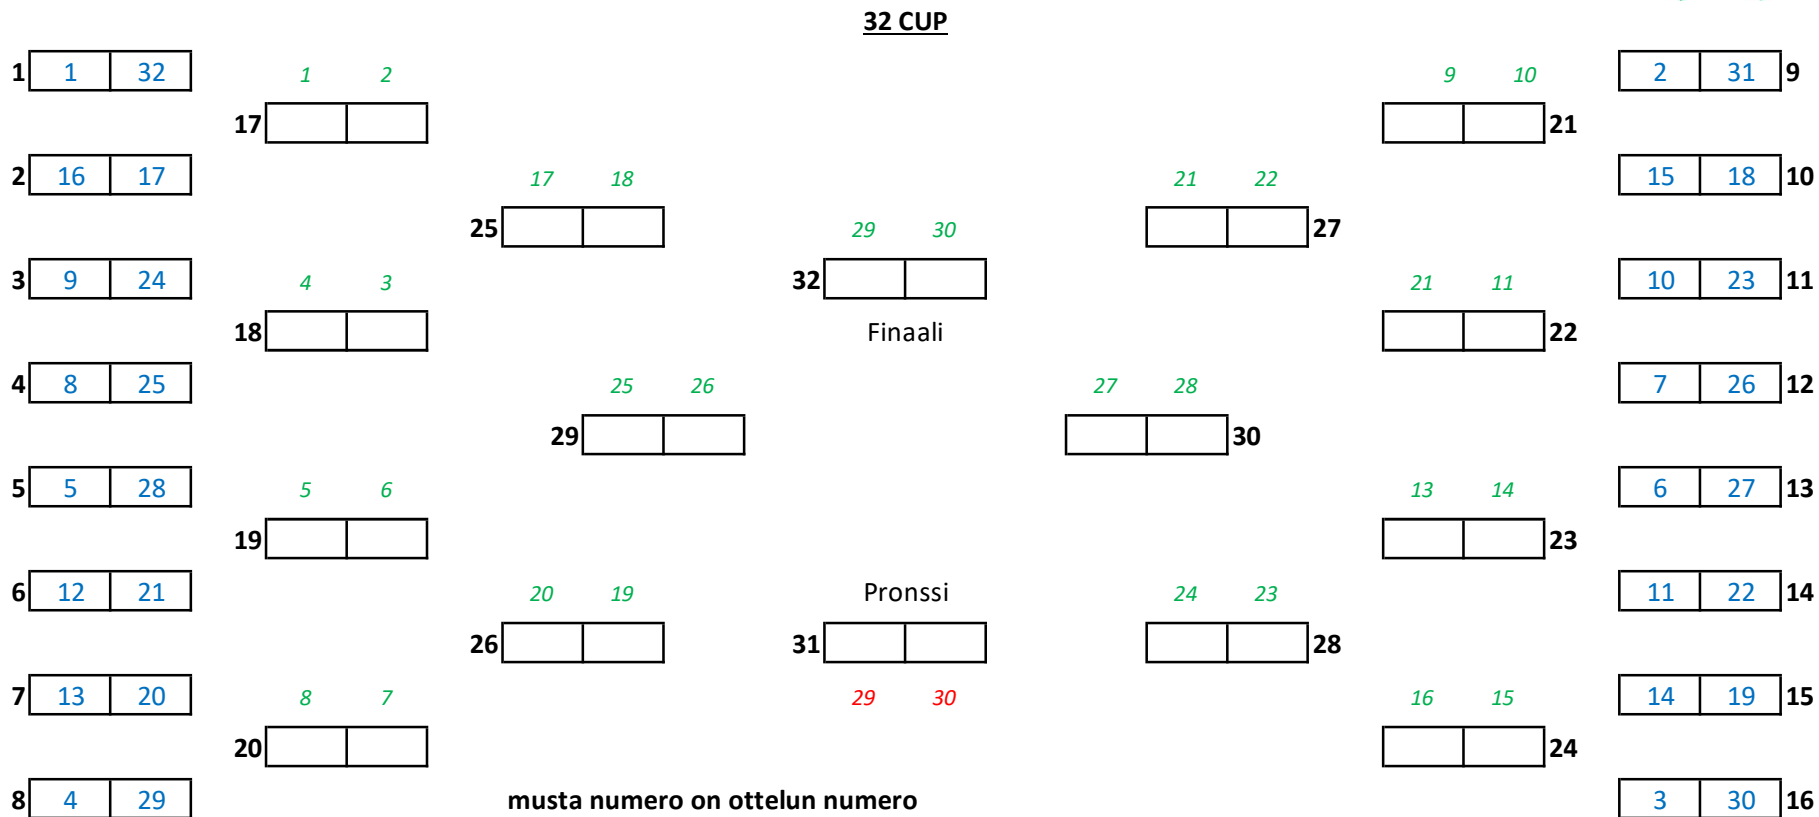 32 CUP
1 1 32 1 2 9 10 2 31 9
17 21
2 16 17 17 18 21 22 15 18 10
25 29 30 27
3 9 24 4 3 32 21 11 10 23 11
18 Finaali 22
4 8 25 25 26 27 28 7 26 12
29 30
5 5 28 5 6 13 14 6 27 13
19 23
6 12 21 20 19 Pronssi 24 23 11 22 14
26 31 28
7 13 20 8 7 29 30 16 15 14 19 15
20 24
8 4 29 musta numero on ottelun numero 3 30 16